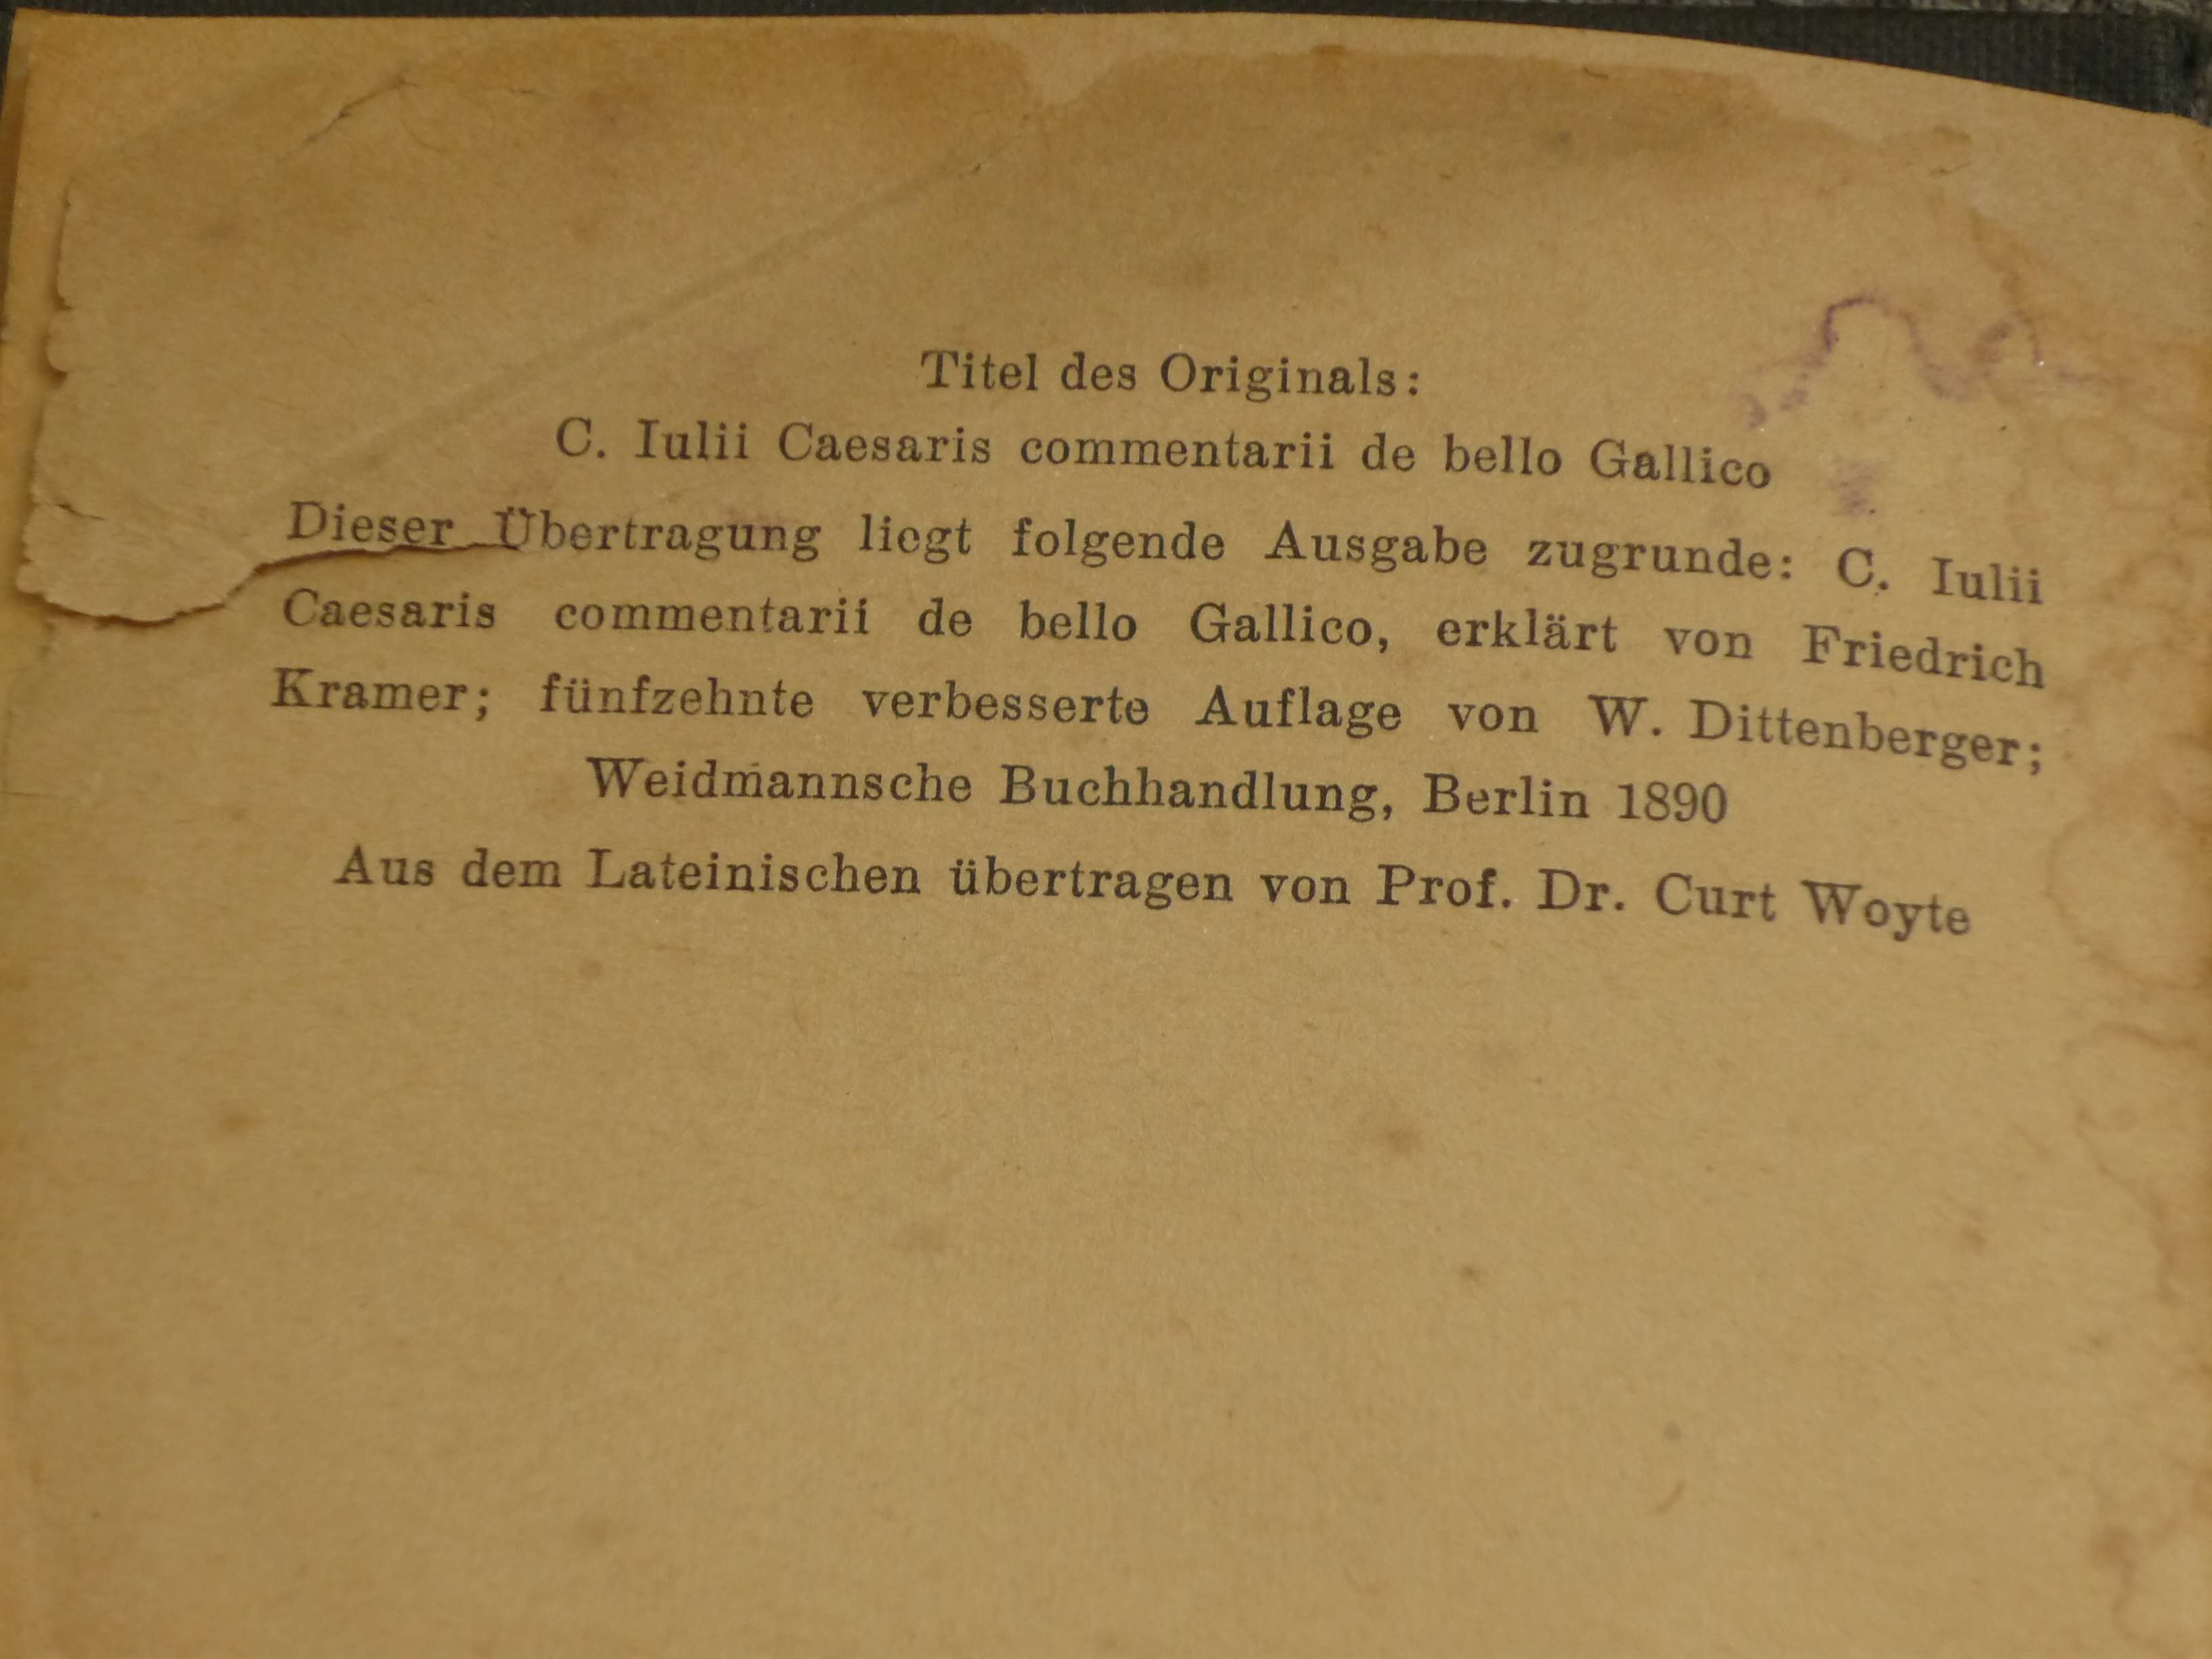 Titel des Originals:
C. Iulii Caesaris commentarii de bello Gallico
Dieser Übertragung liegt folgende Ausgabe zugrunde: C. Iulii
Caesaris commentarii de bello Gallico, erklärt von Friedrich
Kramer; fünfzehnte verbesserte Auflage von W. Dittenberger;
Weidmannsche Buchhandlung, Berlin 1890
Aus dem Lateinischen übertragen von Prof. Dr. Curt Woyte